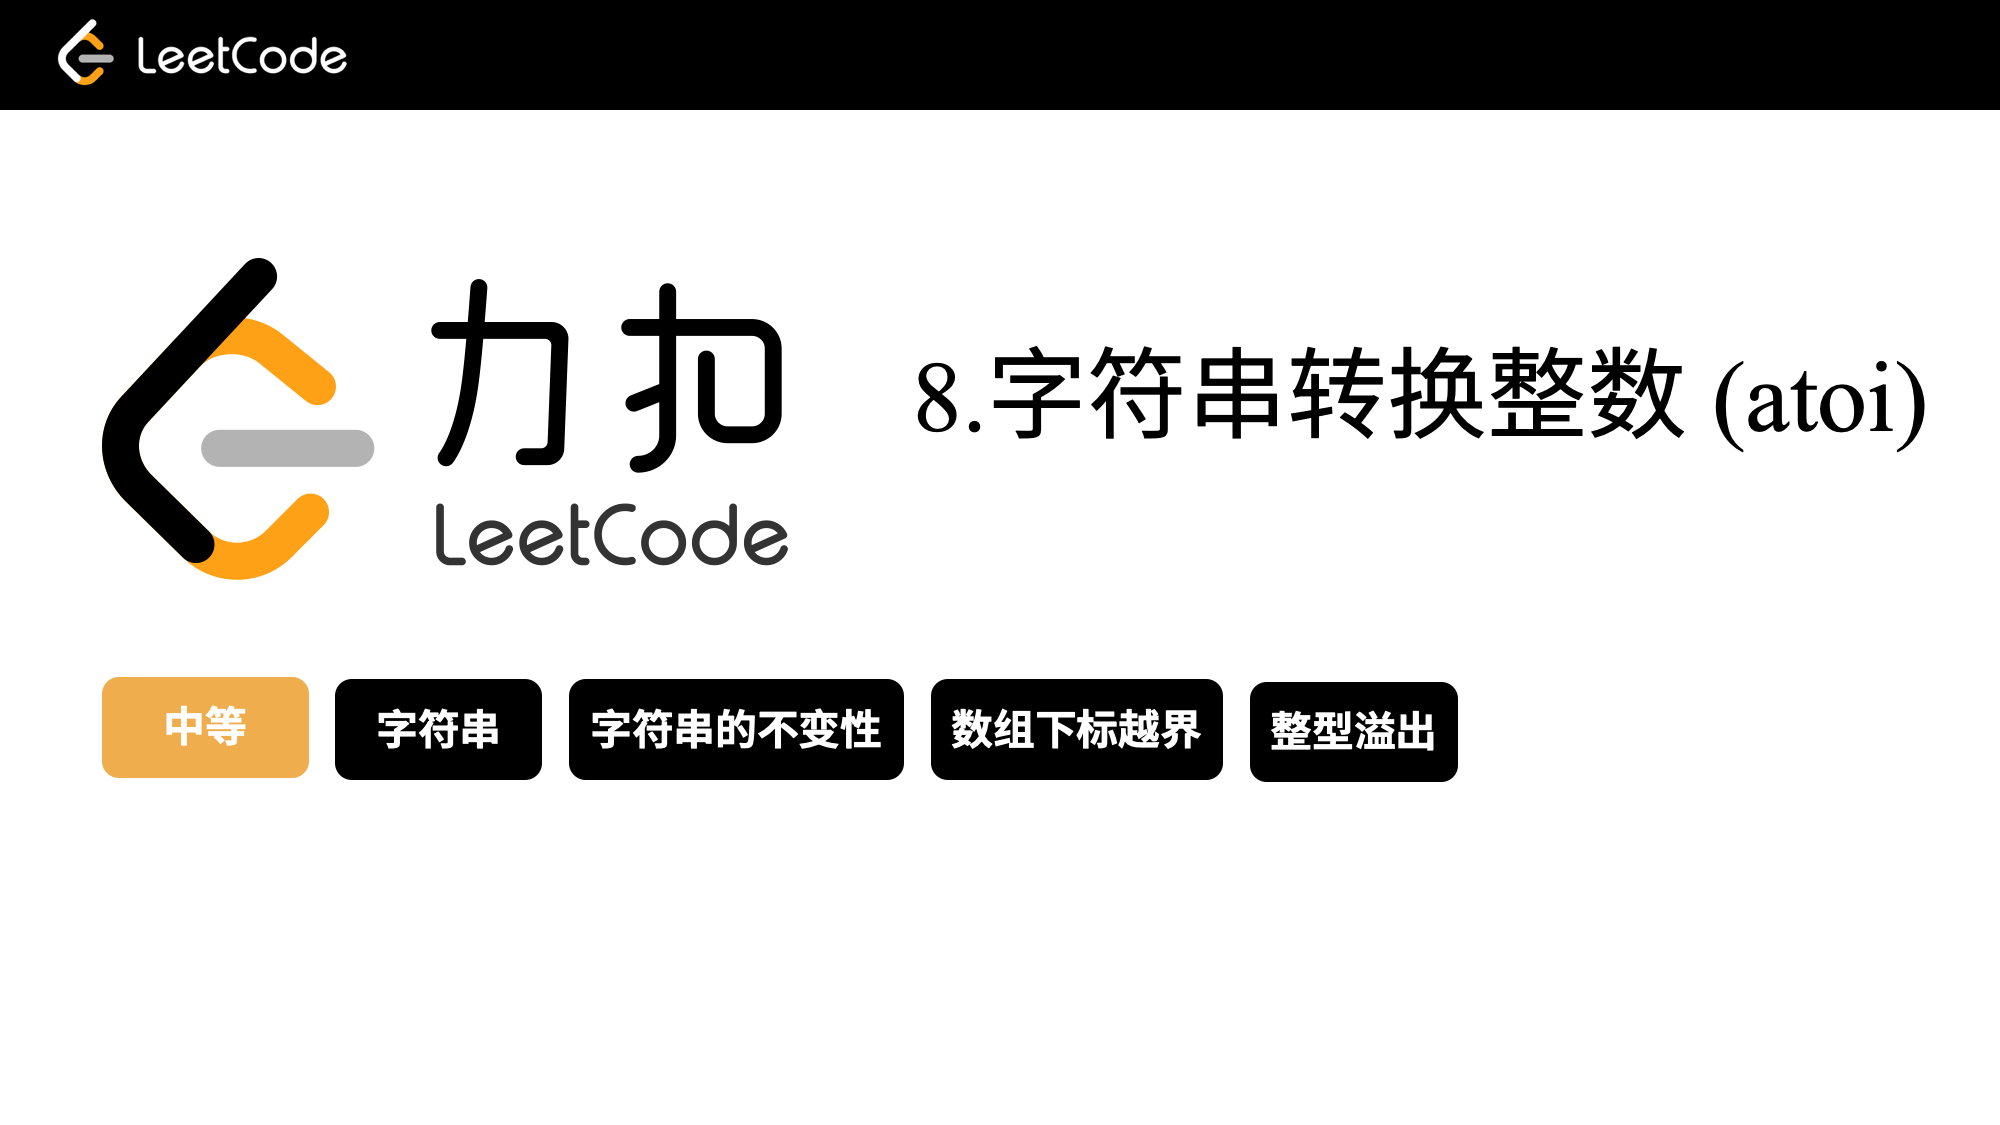 LeetCode
力扣
LeetCode
8.字符串转换整数 (atoi)
中等
字符串
字符串的不变性
数组下标越界
整型溢出